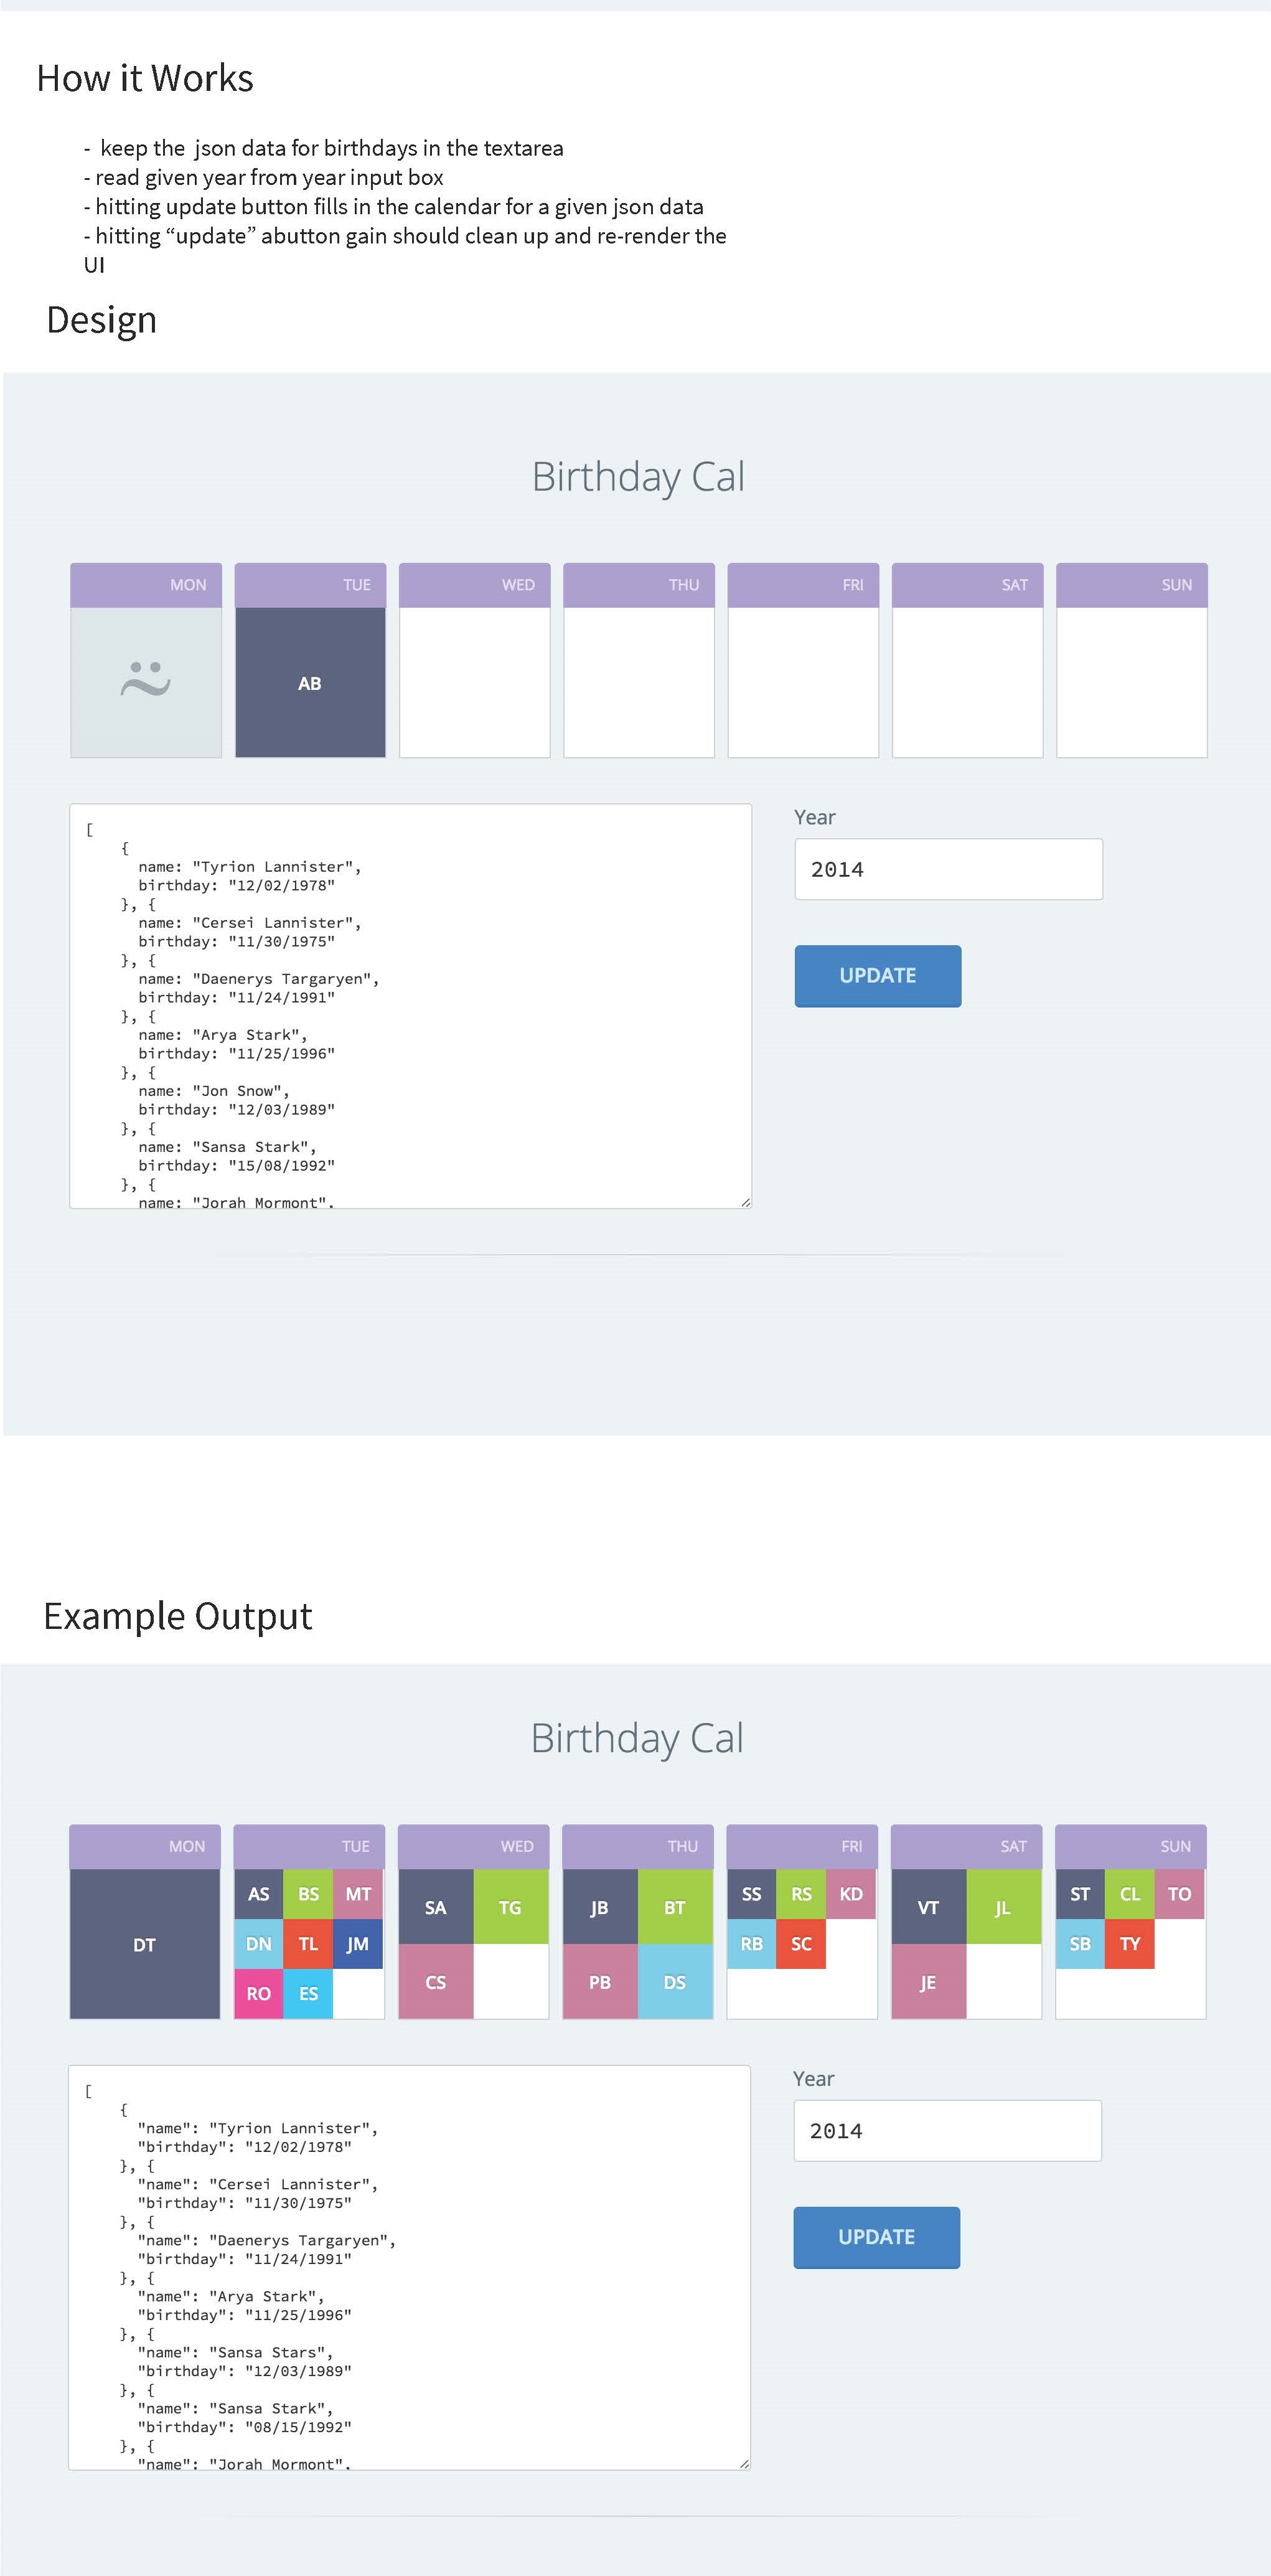 How it Works
- keep the json data for birthdays in the textarea
- read given year from year input box
- hitting update button fills in the calendar for a given json data
- hitting “update” abutton gain should clean up and re-render the
UI
Design
Birthday Cal
MON TUE WED THU FRI SAT SUN
AB
[
{
name: "Tyrion Lannister",
birthday: "12/02/1978"
}, {
name: "Cersei Lannister",
birthday: "11/30/1975"
}, {
name: "Daenerys Targaryen",
birthday: "11/24/1991"
}, {
name: "Arya Stark",
birthday: "11/25/1996"
}, {
name: "Jon Snow",
birthday: "12/03/1989"
}, {
name: "Sansa Stark",
birthday: "15/08/1992"
}, {
name: "Jorah Mormont",
Year
2014
UPDATE
Example Output
Birthday Cal
MON TUE WED THU FRI SAT SUN
DT
AS BS MT
DN TL JM
RO ES
SA TG
CS
JB BT
PB DS
SS RS KD
RB SC
VT JL
JE
ST CL TO
SB TY
[
{
"name": "Tyrion Lannister",
"birthday": "12/02/1978"
}, {
"name": "Cersei Lannister",
"birthday": "11/30/1975"
}, {
"name": "Daenerys Targaryen",
"birthday": "11/24/1991"
}, {
"name": "Arya Stark",
"birthday": "11/25/1996"
}, {
"name": "Sansa Stars",
"birthday": "12/03/1989"
}, {
"name": "Sansa Stark",
"birthday": "08/15/1992"
}, {
"name": "Jorah Mormont",
Year
2014
UPDATE